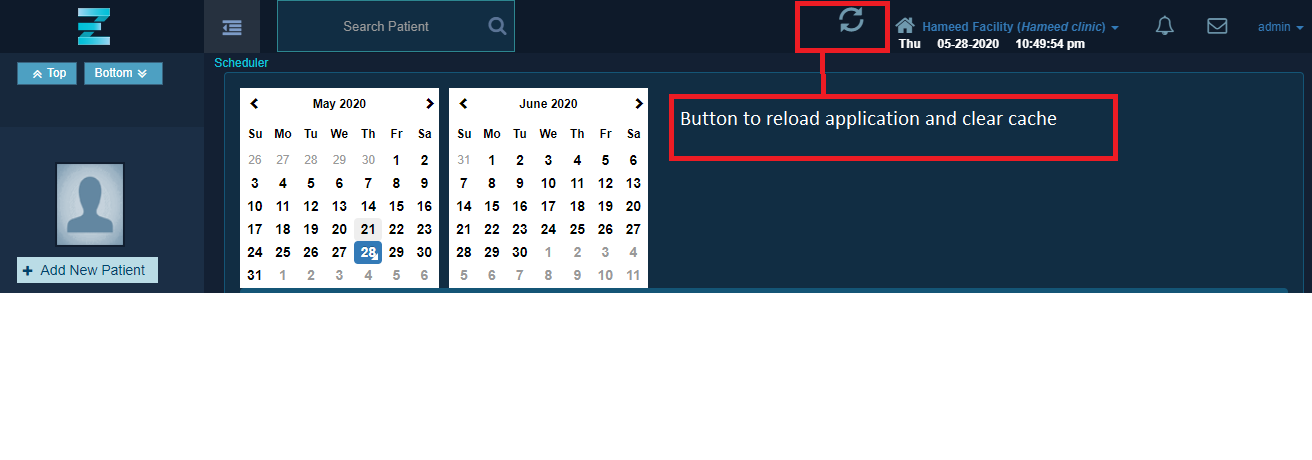 Search Patient
Hameed Facility (Hameed clinic)
admin
Thu 05-28-2020 10:49:54 pm
Top
Bottom
Scheduler
Button to reload application and clear cache
May 2020
Su Mo Tu We Th Fr Sa
26 27 28 29 30 1 2
3 4 5 6 7 8 9
10 11 12 13 14 15 16
17 18 19 20 21 22 23
24 25 26 27 28 29 30
31 1 2 3 4 5 6
June 2020
Su Mo Tu We Th Fr Sa
31 1 2 3 4 5 6
7 8 9 10 11 12 13
14 15 16 17 18 19 20
21 22 23 24 25 26 27
28 29 30 1 2 3 4
5 6 7 8 9 10 11
Add New Patient